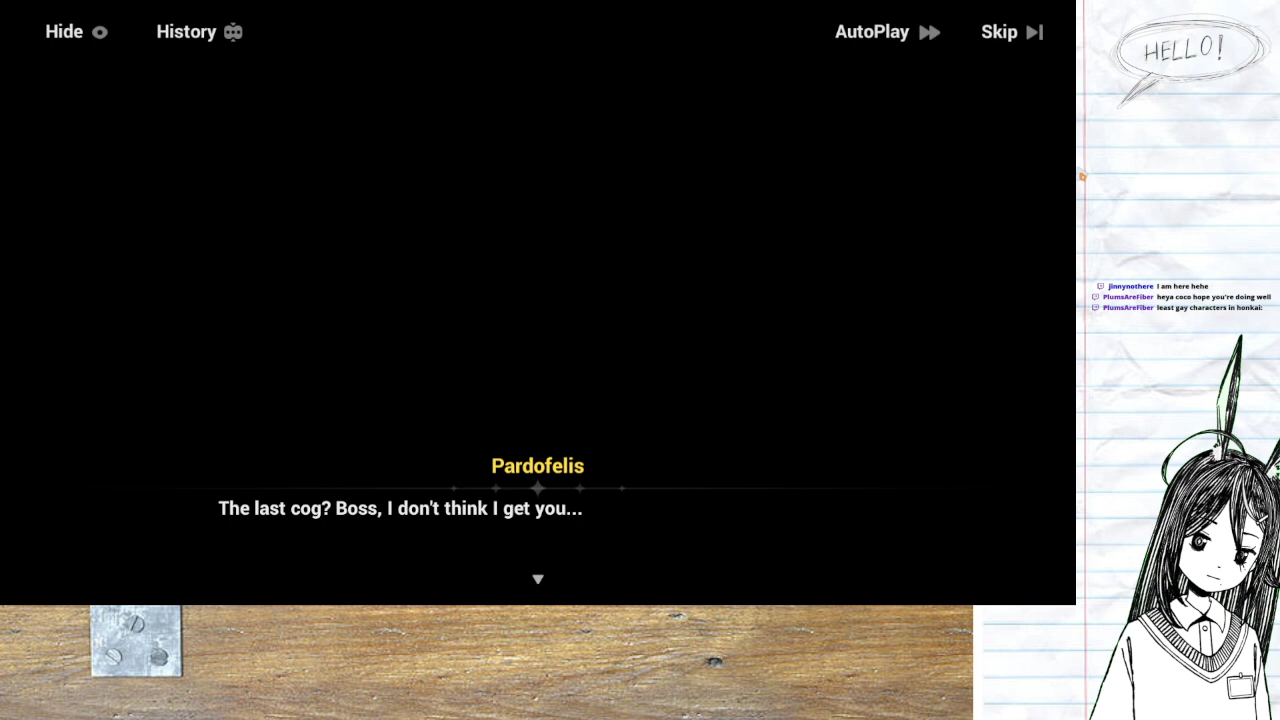 Hide
History
AutoPlay
Skip
HELLO!
jinnynothere I am here hehe
PlumsAreFiber heya coco hope you're doing well
PlumsAreFiber least gay characters in honkai:
Pardofelis
The last cog? Boss, I don't think I get you...